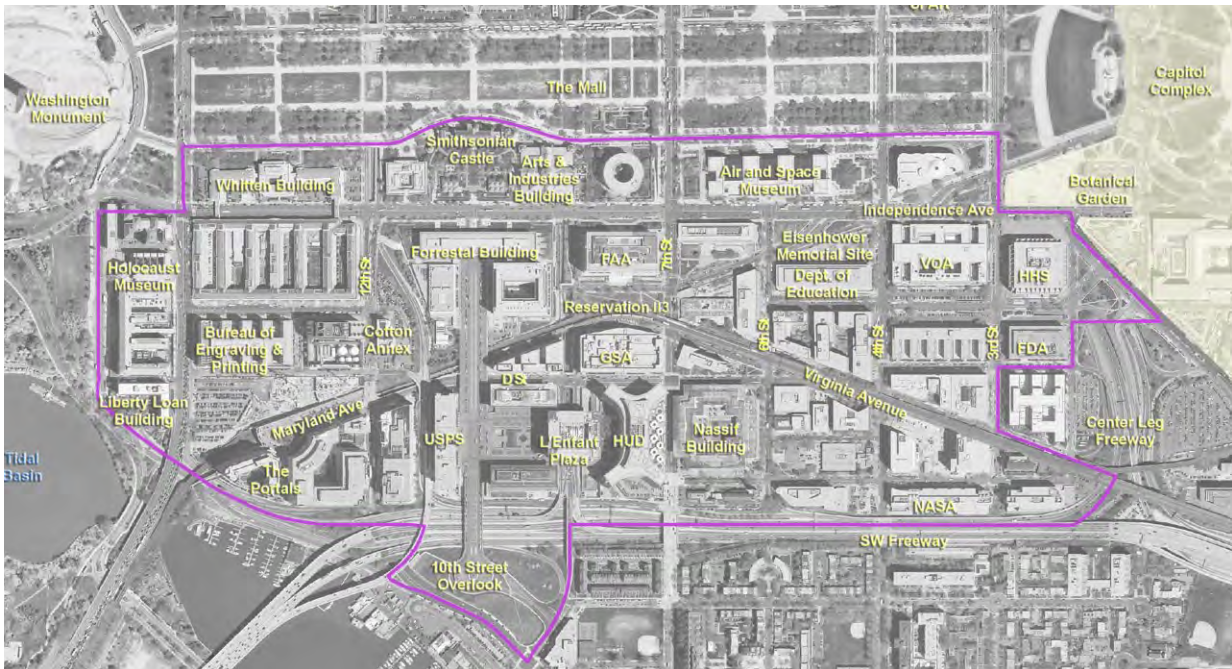 of Art
Capitol
Complex
Washington
Monument
The Mall
Smithsonian
Castle
Arts &
Industries
Building
Air and Space
Museum
Whitten Building
Botanical
Garden
Independence Ave
Holocaust
Museum
12th St
Forrestal Building
FAA
7th St
Eisenhower
Memorial Site
Dept. of
Education
VOA
HHS
Reservation 113
Bureau of
Engraving &
Printing
Cotton
Annex
GSA
6th St
4th St
3rd St
FDA
DSt
Virginia Avenue
Liberty Loan
Building
Maryland Ave
USPS
L'Enfant
Plaza
HUD
Nassif
Building
Center Leg
Freeway
Tidal
Basin
The
Portals
NASA
SW Freeway
10th Street
Overlook